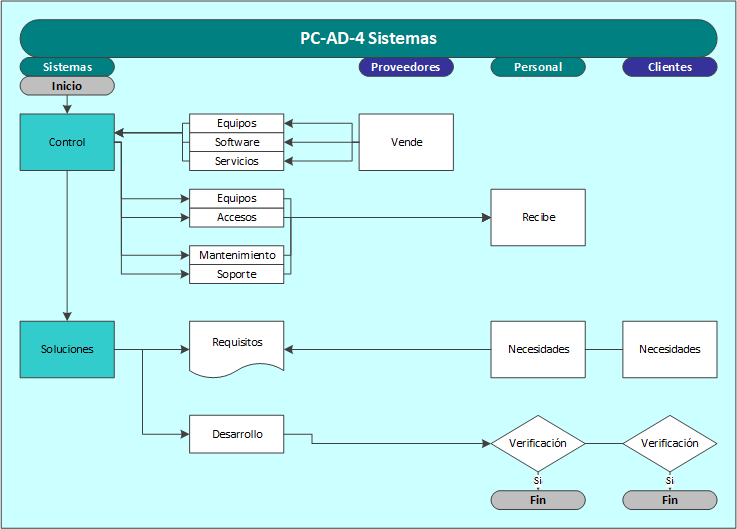 PC-AD-4 Sistemas
Sistemas
Proveedores
Personal
Clientes
Inicio
Control
Equipos
Software
Servicios
Vende
Equipos
Accesos
Recibe
Mantenimiento
Soporte
Soluciones
Requisitos
Necesidades
Necesidades
Desarrollo
Verificación
Verificación
Si
Si
Fin
Fin